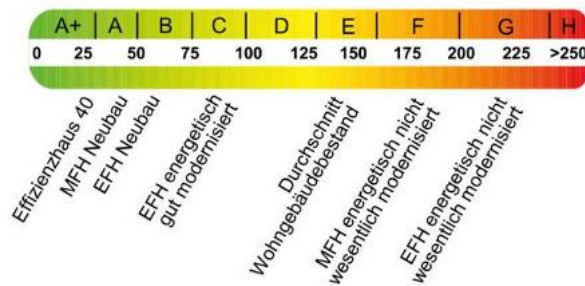 A+ A B C D E F G H
0 25 50 75 100 125 150 175 200 225 >250
Effizienzhaus 40
MFH Neubau
EFH Neubau
EFH energetisch
gut modernisiert
Durchschnitt
Wohngebäudebestand
MFH energetisch nicht
wesentlich modernisiert
EFH energetisch nicht
wesentlich modernisiert